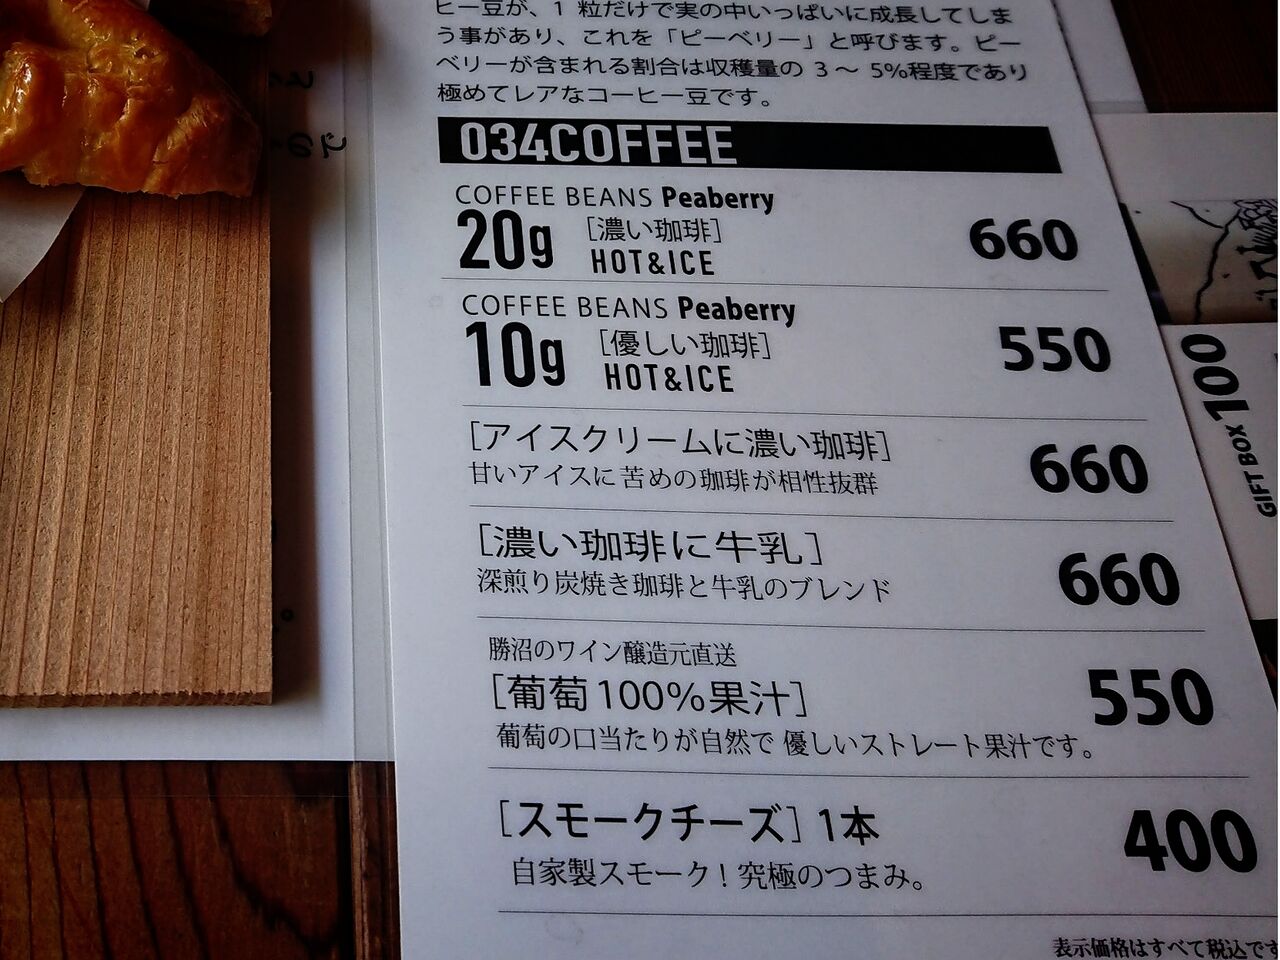 ヒー豆が、1 粒だけで実の中いっぱいに成長してしま
う事があり、これを「ピーベリー」と呼びます。ピー
ベリーが含まれる割合は収穫量の 3 ～ 5%程度であり
極めてレアなコーヒー豆です。
034COFFEE
COFFEE BEANS Peaberry
20g [濃い珈琲] HOT&ICE 660
COFFEE BEANS Peaberry
10g [優しい珈琲] HOT&ICE 550
[アイスクリームに濃い珈琲] 660
甘いアイスに苦めの珈琲が相性抜群
[濃い珈琲に牛乳] 660
深煎り炭焼き珈琲と牛乳のブレンド
勝沼のワイン醸造元直送
[葡萄100%果汁] 550
葡萄の口当たりが自然で 優しいストレート果汁です。
[スモークチーズ] 1本 400
自家製スモーク！究極のつまみ。
表示価格はすべて税込です
GIFT BOX 100